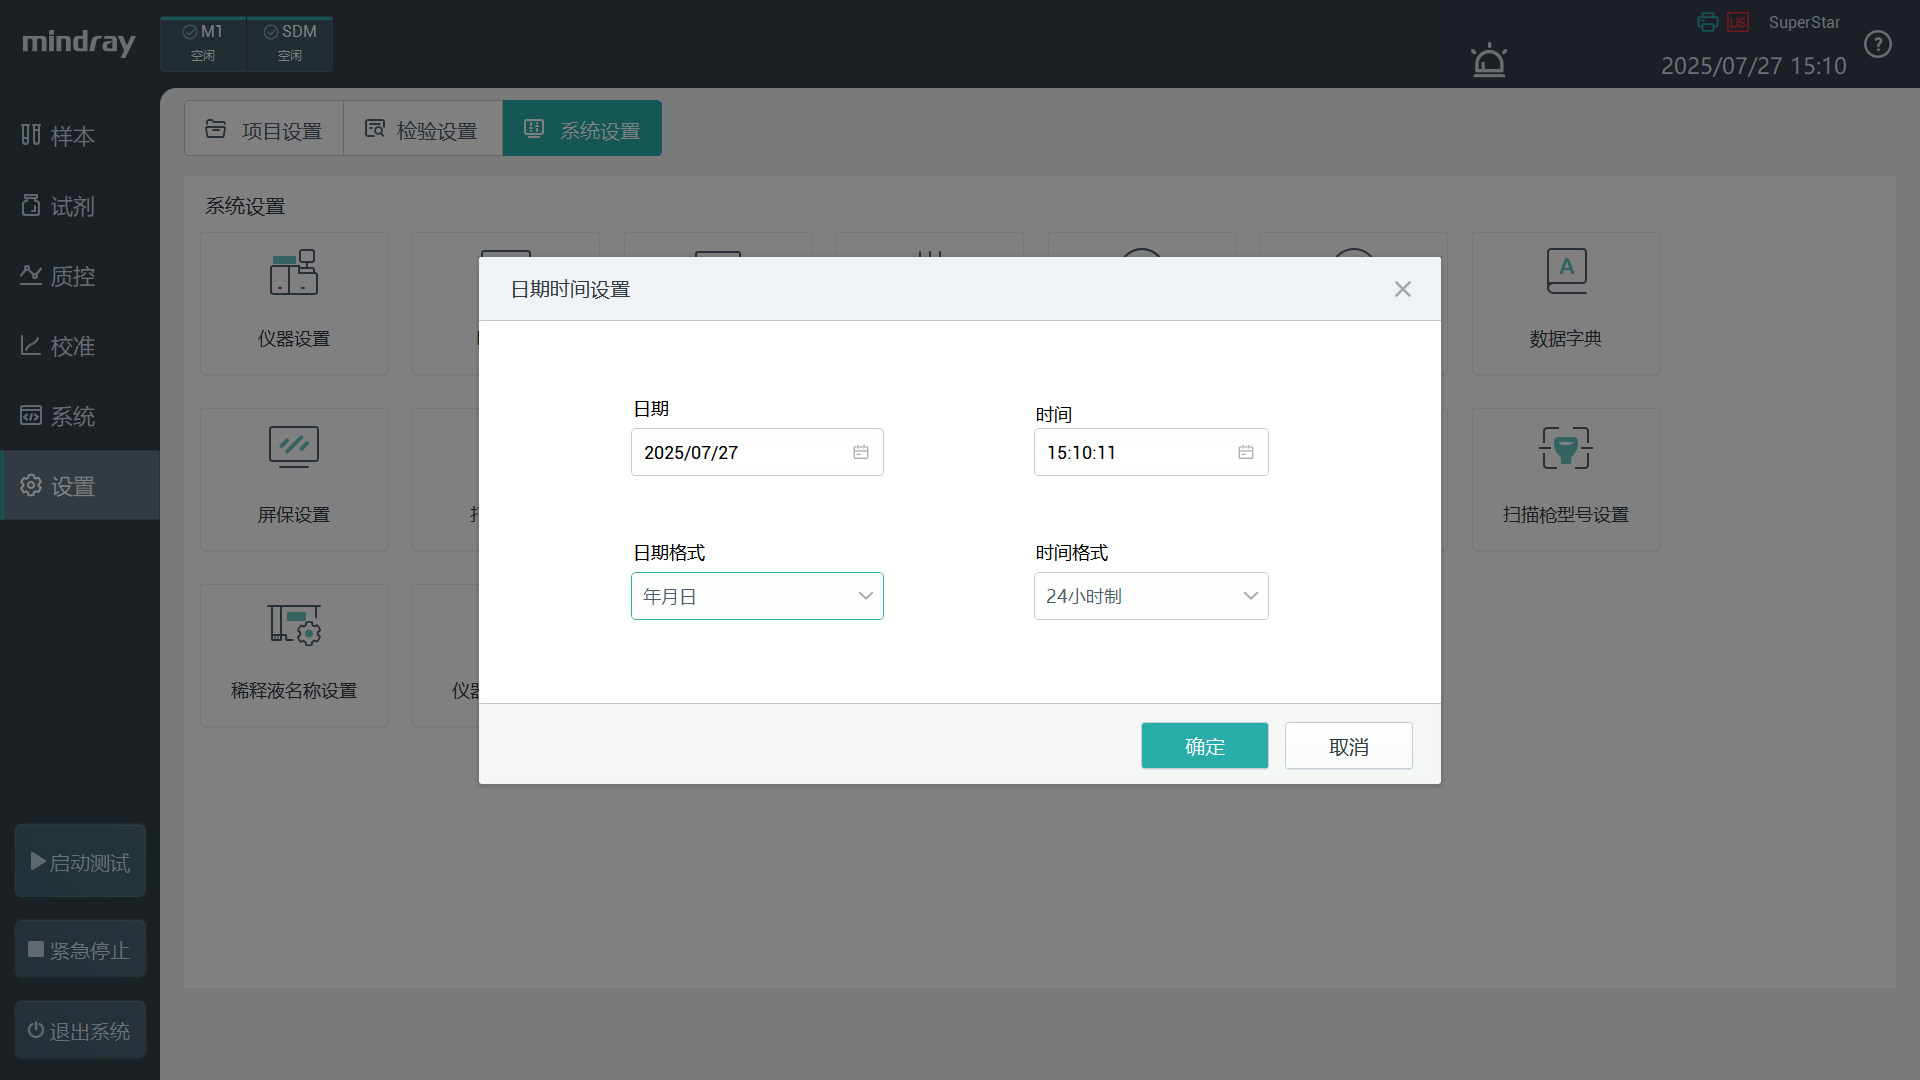 mindray
M1
空闲
SDM
空闲
LIS
SuperStar
2025/07/27 15:10
?
样本
试剂
质控
校准
系统
设置
启动测试
紧急停止
退出系统
项目设置
检验设置
系统设置
系统设置
仪器设置
A
数据字典
屏保设置
扫描枪型号设置
稀释液名称设置
仪器
日期时间设置
日期
2025/07/27
时间
15:10:11
日期格式
年月日
时间格式
24小时制
确定
取消